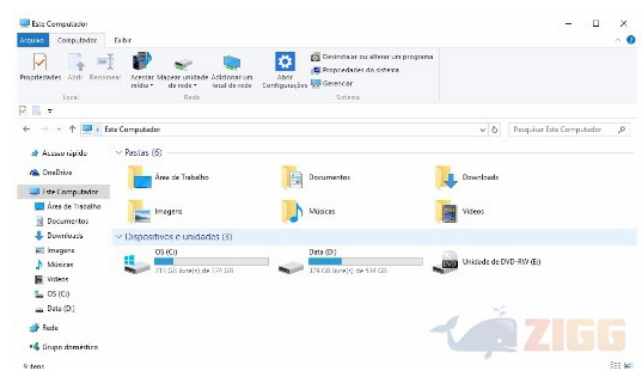 Este Computador
Arquivo Computador Exibir
Propriedades Abrir Renomear Acessar mídia Mapear unidade de rede Adicionar um local de rede Abrir Configurações
Desinstalar ou alterar um programa
Propriedades do sistema
Gerenciar
Local Rede Sistema
Este Computador
Pesquisar Este Computador
Acesso rápido
OneDrive
Este Computador
Área de Trabalho
Documentos
Downloads
Imagens
Músicas
Vídeos
OS (C:)
Data (D:)
Rede
Grupo doméstico
Pastas (6)
Área de Trabalho
Documentos
Downloads
Imagens
Músicas
Vídeos
Dispositivos e unidades (3)
OS (C:)
Data (D:)
Unidade de DVD-RW (E:)
9 itens
ZIGG